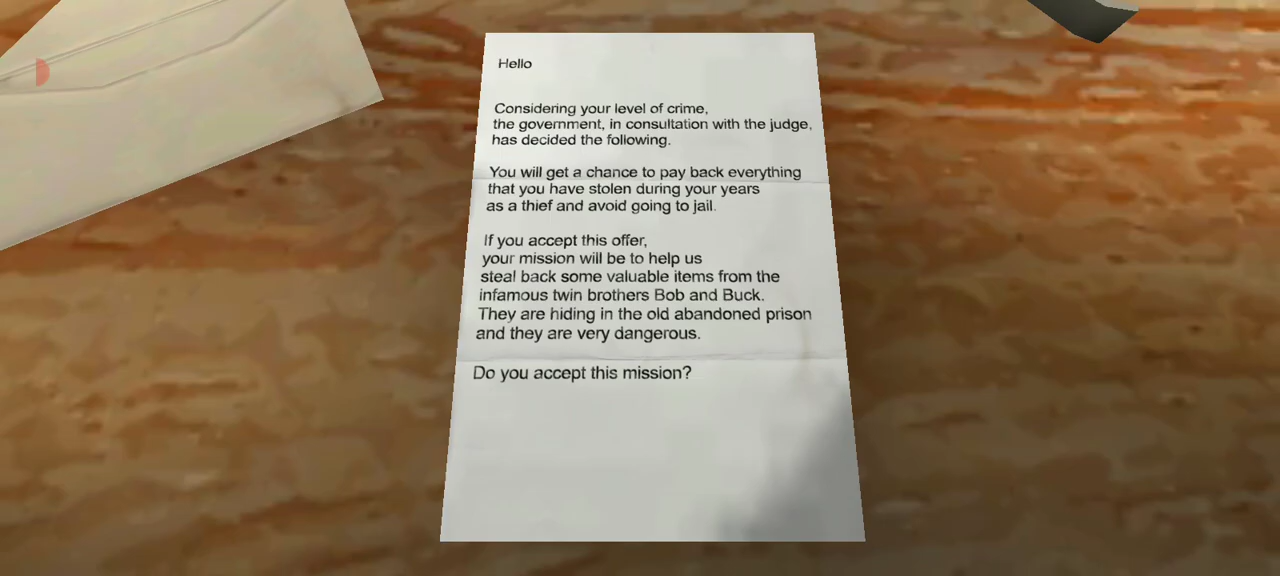 Hello
Considering your level of crime,
the government, in consultation with the judge,
has decided the following.
You will get a chance to pay back everything
that you have stolen during your years
as a thief and avoid going to jail.
If you accept this offer,
your mission will be to help us
steal back some valuable items from the
infamous twin brothers Bob and Buck.
They are hiding in the old abandoned prison
and they are very dangerous.
Do you accept this mission?